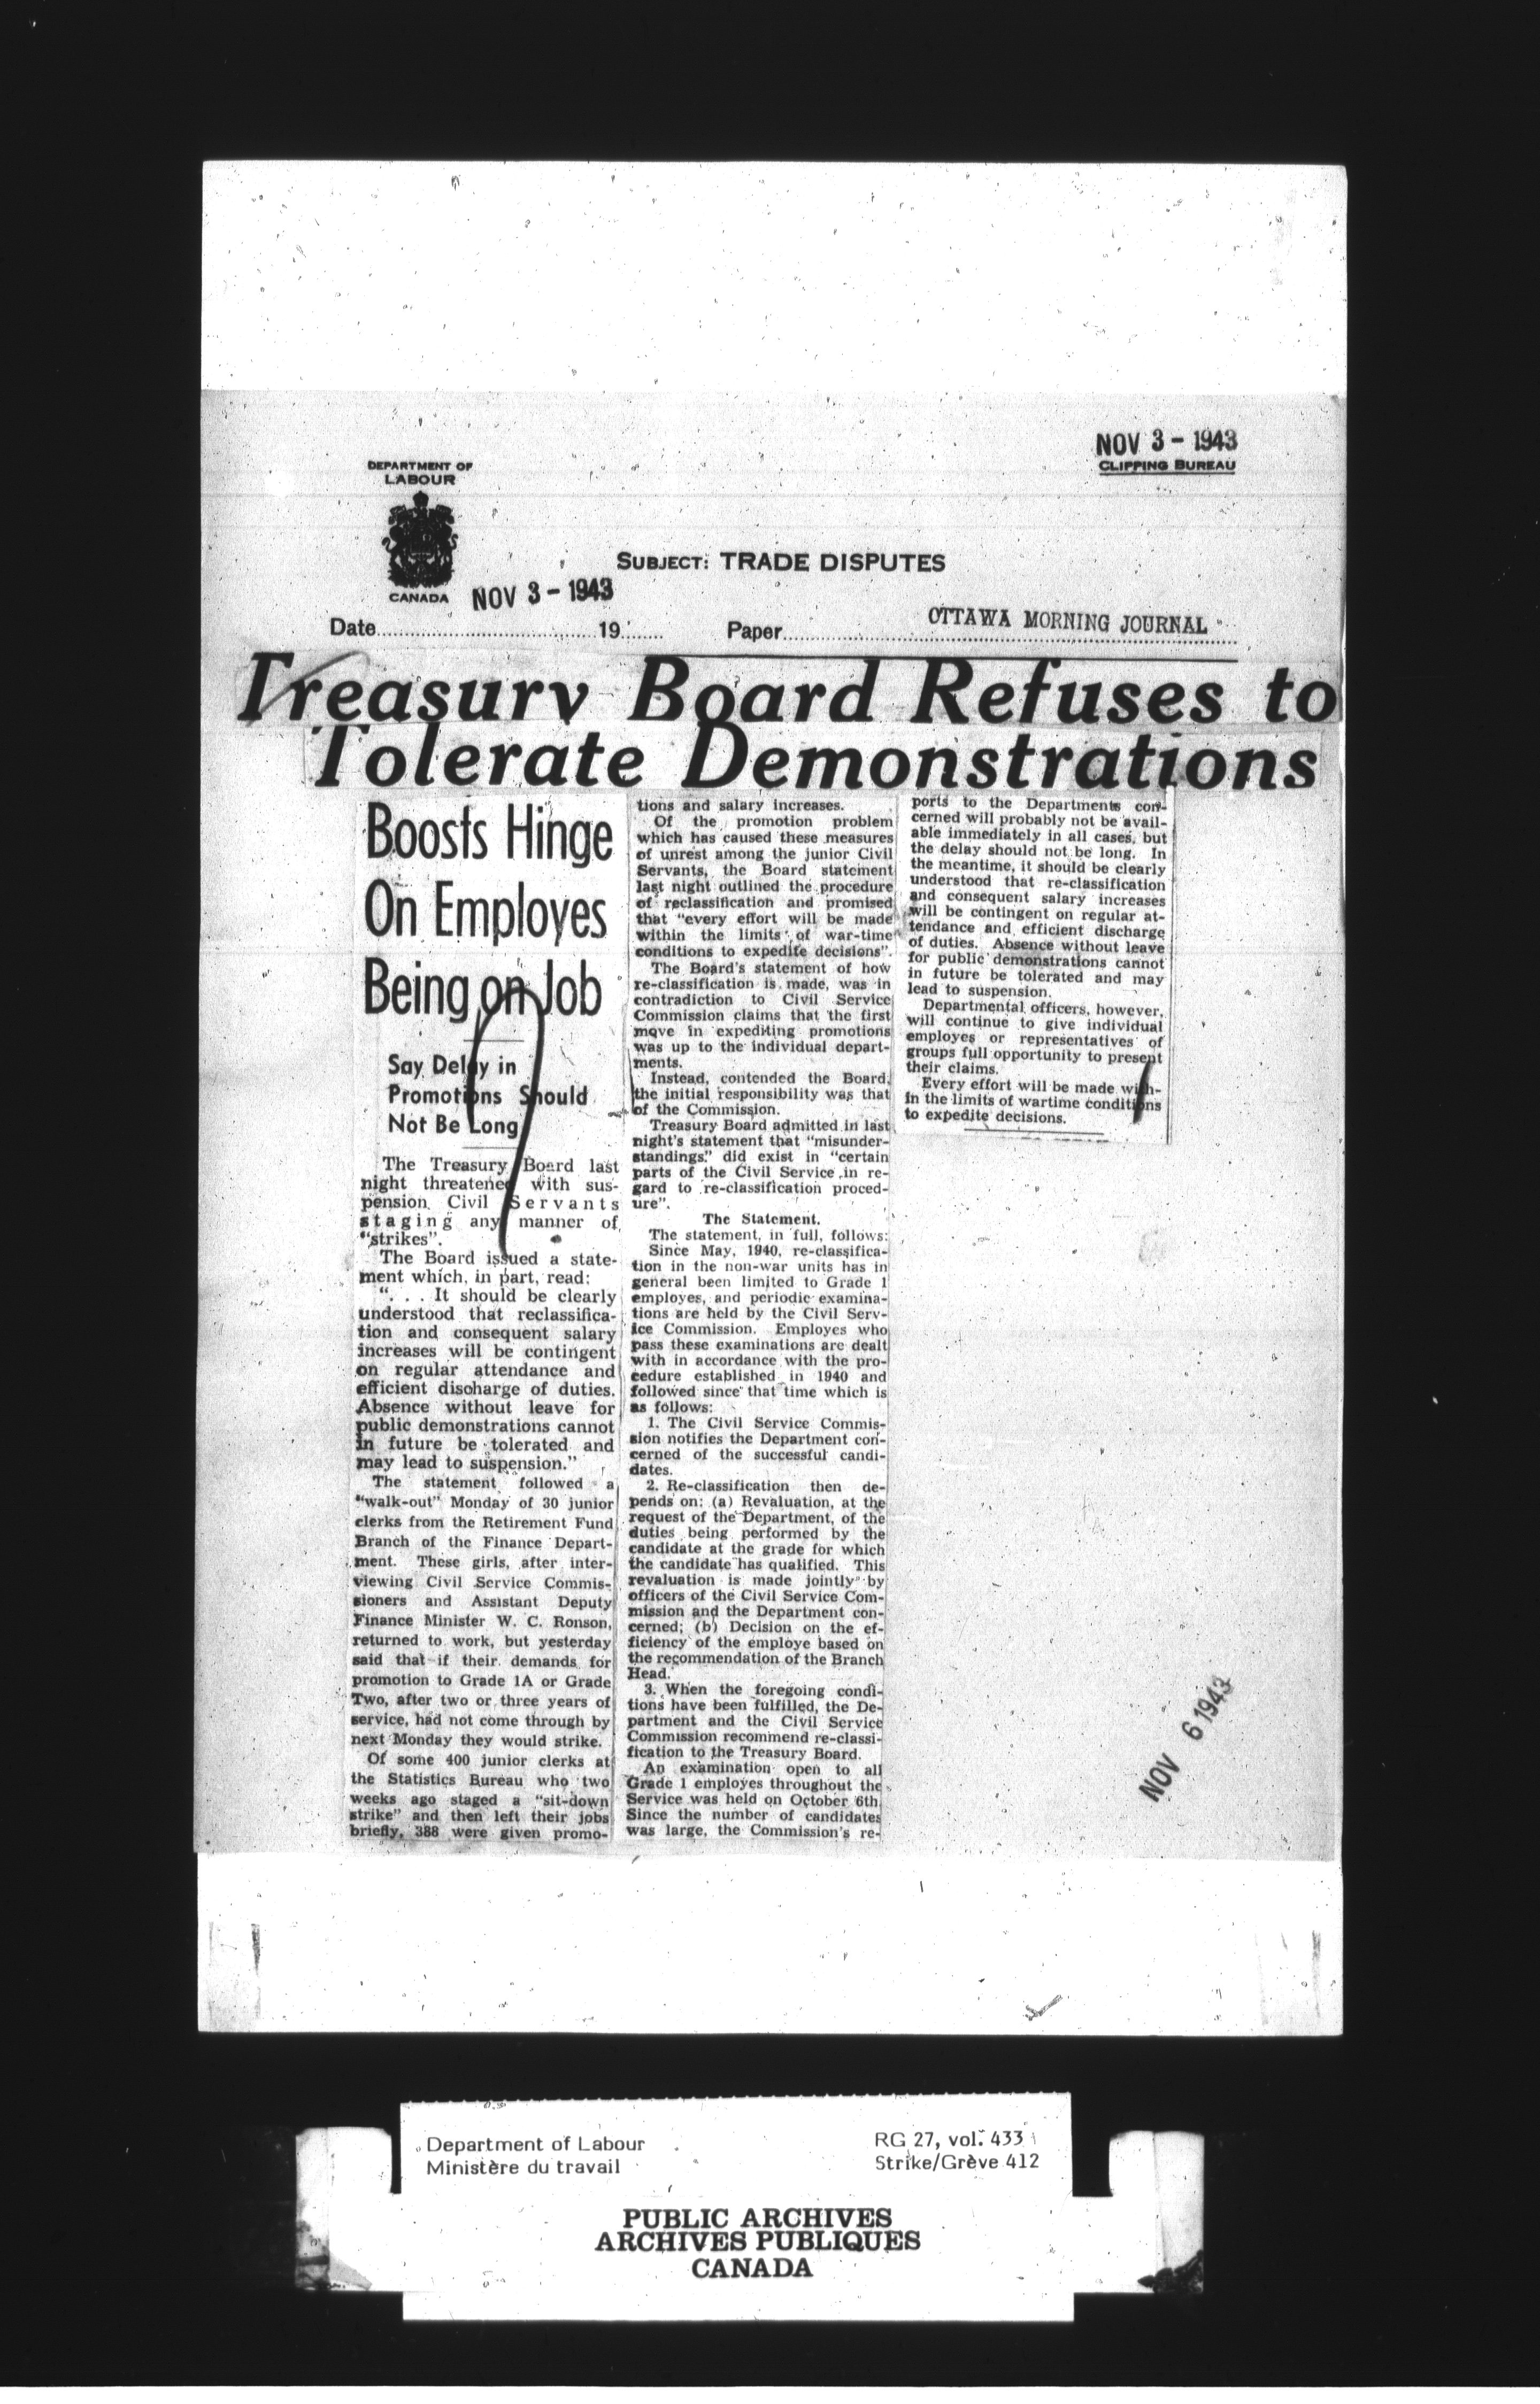 NOV 3 - 1943
CLIPPING BUREAU
DEPARTMENT OF
LABOUR
CANADA
SUBJECT: TRADE DISPUTES
NOV 3 - 1943
Date 19 Paper OTTAWA MORNING JOURNAL
Treasury Board Refuses to
Tolerate Demonstrations
Boosts Hinge
On Employes
Being on Job
Say Delay in
Promotions Should
Not Be Long
The Treasury Board last
night threatened with sus-
pension Civil Servants
staging any manner of
"strikes".
The Board issued a state-
ment which, in part, read:
". . . It should be clearly
understood that reclassifica-
tion and consequent salary
increases will be contingent
on regular attendance and
efficient discharge of duties.
Absence without leave for
public demonstrations cannot
in future be tolerated and
may lead to suspension."
The statement followed a
"walk-out" Monday of 30 junior
clerks from the Retirement Fund
Branch of the Finance Depart-
ment. These girls, after inter-
viewing Civil Service Commis-
sioners and Assistant Deputy
Finance Minister W. C. Ronson,
returned to work, but yesterday
said that if their demands for
promotion to Grade 1A or Grade
Two, after two or three years of
service, had not come through by
next Monday they would strike.
Of some 400 junior clerks at
the Statistics Bureau who two
weeks ago staged a "sit-down
strike" and then left their jobs
briefly, 388 were given promo-
tions and salary increases.
Of the promotion problem
which has caused these measures
of unrest among the junior Civil
Servants, the Board statement
last night outlined the procedure
of reclassification and promised
that "every effort will be made
within the limits of war-time
conditions to expedite decisions".
The Board's statement of how
re-classification is made, was in
contradiction to Civil Service
Commission claims that the first
move in expediting promotions
was up to the individual depart-
ments.
Instead, contended the Board,
the initial responsibility was that
of the Commission.
Treasury Board admitted in last
night's statement that "misunder-
standings" did exist in "certain
parts of the Civil Service in re-
gard to re-classification proced-
ure".
The Statement.
The statement, in full, follows:
Since May, 1940, re-classifica-
tion in the non-war units has in
general been limited to Grade 1
employes, and periodic examina-
tions are held by the Civil Serv-
ice Commission. Employes who
pass these examinations are dealt
with in accordance with the pro-
cedure established in 1940 and
followed since that time which is
as follows:
1. The Civil Service Commis-
sion notifies the Department con-
cerned of the successful candi-
dates.
2. Re-classification then de-
pends on: (a) Revaluation, at the
request of the Department, of the
duties being performed by the
candidate at the grade for which
the candidate has qualified. This
revaluation is made jointly by
officers of the Civil Service Com-
mission and the Department con-
cerned; (b) Decision on the ef-
ficiency of the employe based on
the recommendation of the Branch
Head.
3. When the foregoing condi-
tions have been fulfilled, the De-
partment and the Civil Service
Commission recommend re-classi-
fication to the Treasury Board.
An examination open to all
Grade 1 employes throughout the
Service was held on October 6th.
Since the number of candidates
was large, the Commission's re-
ports to the Departments con-
cerned will probably not be avail-
able immediately in all cases, but
the delay should not be long. In
the meantime, it should be clearly
understood that re-classification
and consequent salary increases
will be contingent on regular at-
tendance and efficient discharge
of duties. Absence without leave
for public demonstrations cannot
in future be tolerated and may
lead to suspension.
Departmental officers, however,
will continue to give individual
employes or representatives of
groups full opportunity to present
their claims.
Every effort will be made with-
in the limits of wartime conditions
to expedite decisions.
NOV 6 1943
Department of Labour
Ministère du travail
RG 27, vol. 433
Strike/Grève 412
PUBLIC ARCHIVES
ARCHIVES PUBLIQUES
CANADA